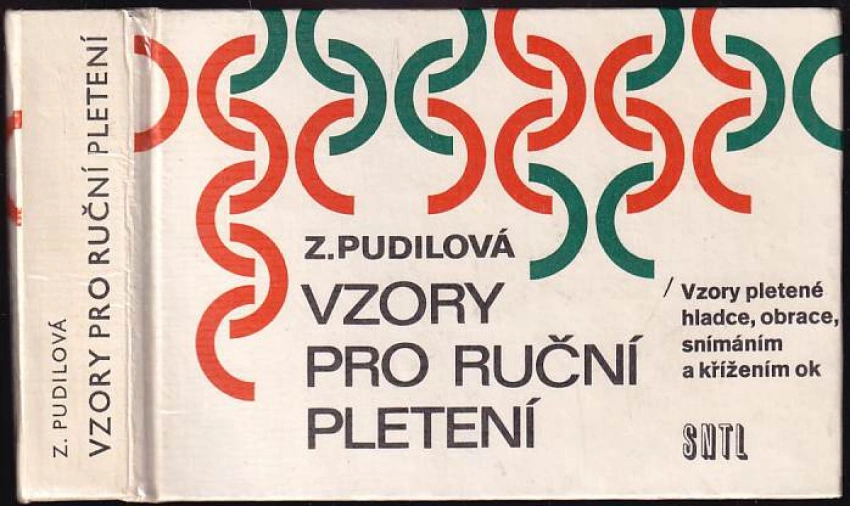 Z. PUDILOVÁ
VZORY PRO RUČNÍ PLETENÍ
Z.PUDILOVÁ
VZORY
PRO RUČNÍ
PLETENÍ
/ Vzory pletené
hladce, obrace,
snímáním
a křížením ok
SNTL